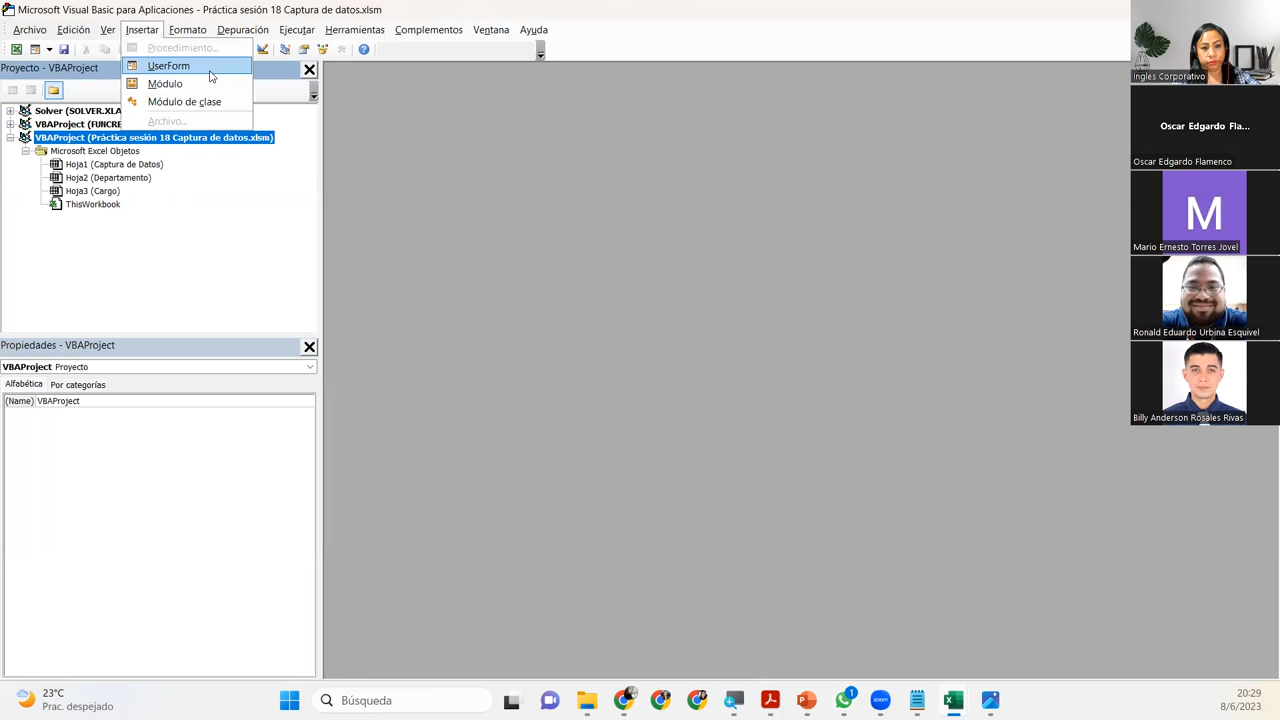 Microsoft Visual Basic para Aplicaciones - Práctica sesión 18 Captura de datos.xlsm
Archivo Edición Ver Insertar Formato Depuración Ejecutar Herramientas Complementos Ventana Ayuda
Procedimiento...
UserForm
Módulo
Módulo de clase
Archivo...
Proyecto - VBAProject
Solver (SOLVER.XLA
VBAProject (FUNCRE
VBAProject (Práctica sesión 18 Captura de datos.xlsm)
Microsoft Excel Objetos
Hoja1 (Captura de Datos)
Hoja2 (Departamento)
Hoja3 (Cargo)
ThisWorkbook
Propiedades - VBAProject
VBAProject Proyecto
Alfabética Por categorías
(Name) VBAProject
Ingles Corporativo
Oscar Edgardo Fla...
Oscar Edgardo Flamenco
M
Mario Ernesto Torres Jovel
Ronald Eduardo Urbina Esquivel
Billy Anderson Rosales Rivas
23°C
Prac. despejado
Búsqueda
1
zoom
20:29
8/6/2023